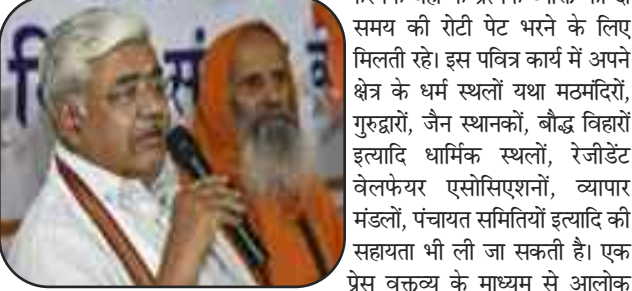 समय की रोटी पेट भरने के लिए
मिलती रहे। इस पवित्र कार्य में अपने
क्षेत्र के धर्म स्थलों यथा मठमंदिरों,
गुरुद्वारों, जैन स्थानकों, बौद्ध विहारों
इत्यादि धार्मिक स्थलों, रेजीडेंट
वेलफेयर एसोसिएशनों, व्यापार
मंडलों, पंचायत समितियों इत्यादि की
सहायता भी ली जा सकती है। एक
प्रेस वक्तव्य के माध्यम से आलोक